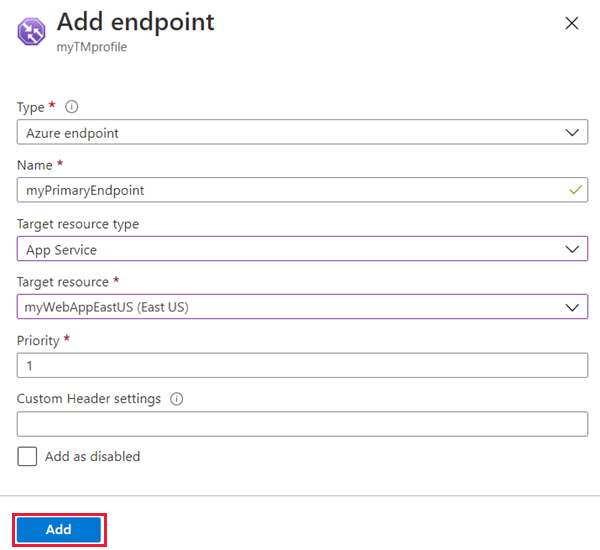 Add endpoint
myTMprofile
Type *
Azure endpoint
Name *
myPrimaryEndpoint
Target resource type
App Service
Target resource *
myWebAppEastUS (East US)
Priority *
1
Custom Header settings
Add as disabled
Add